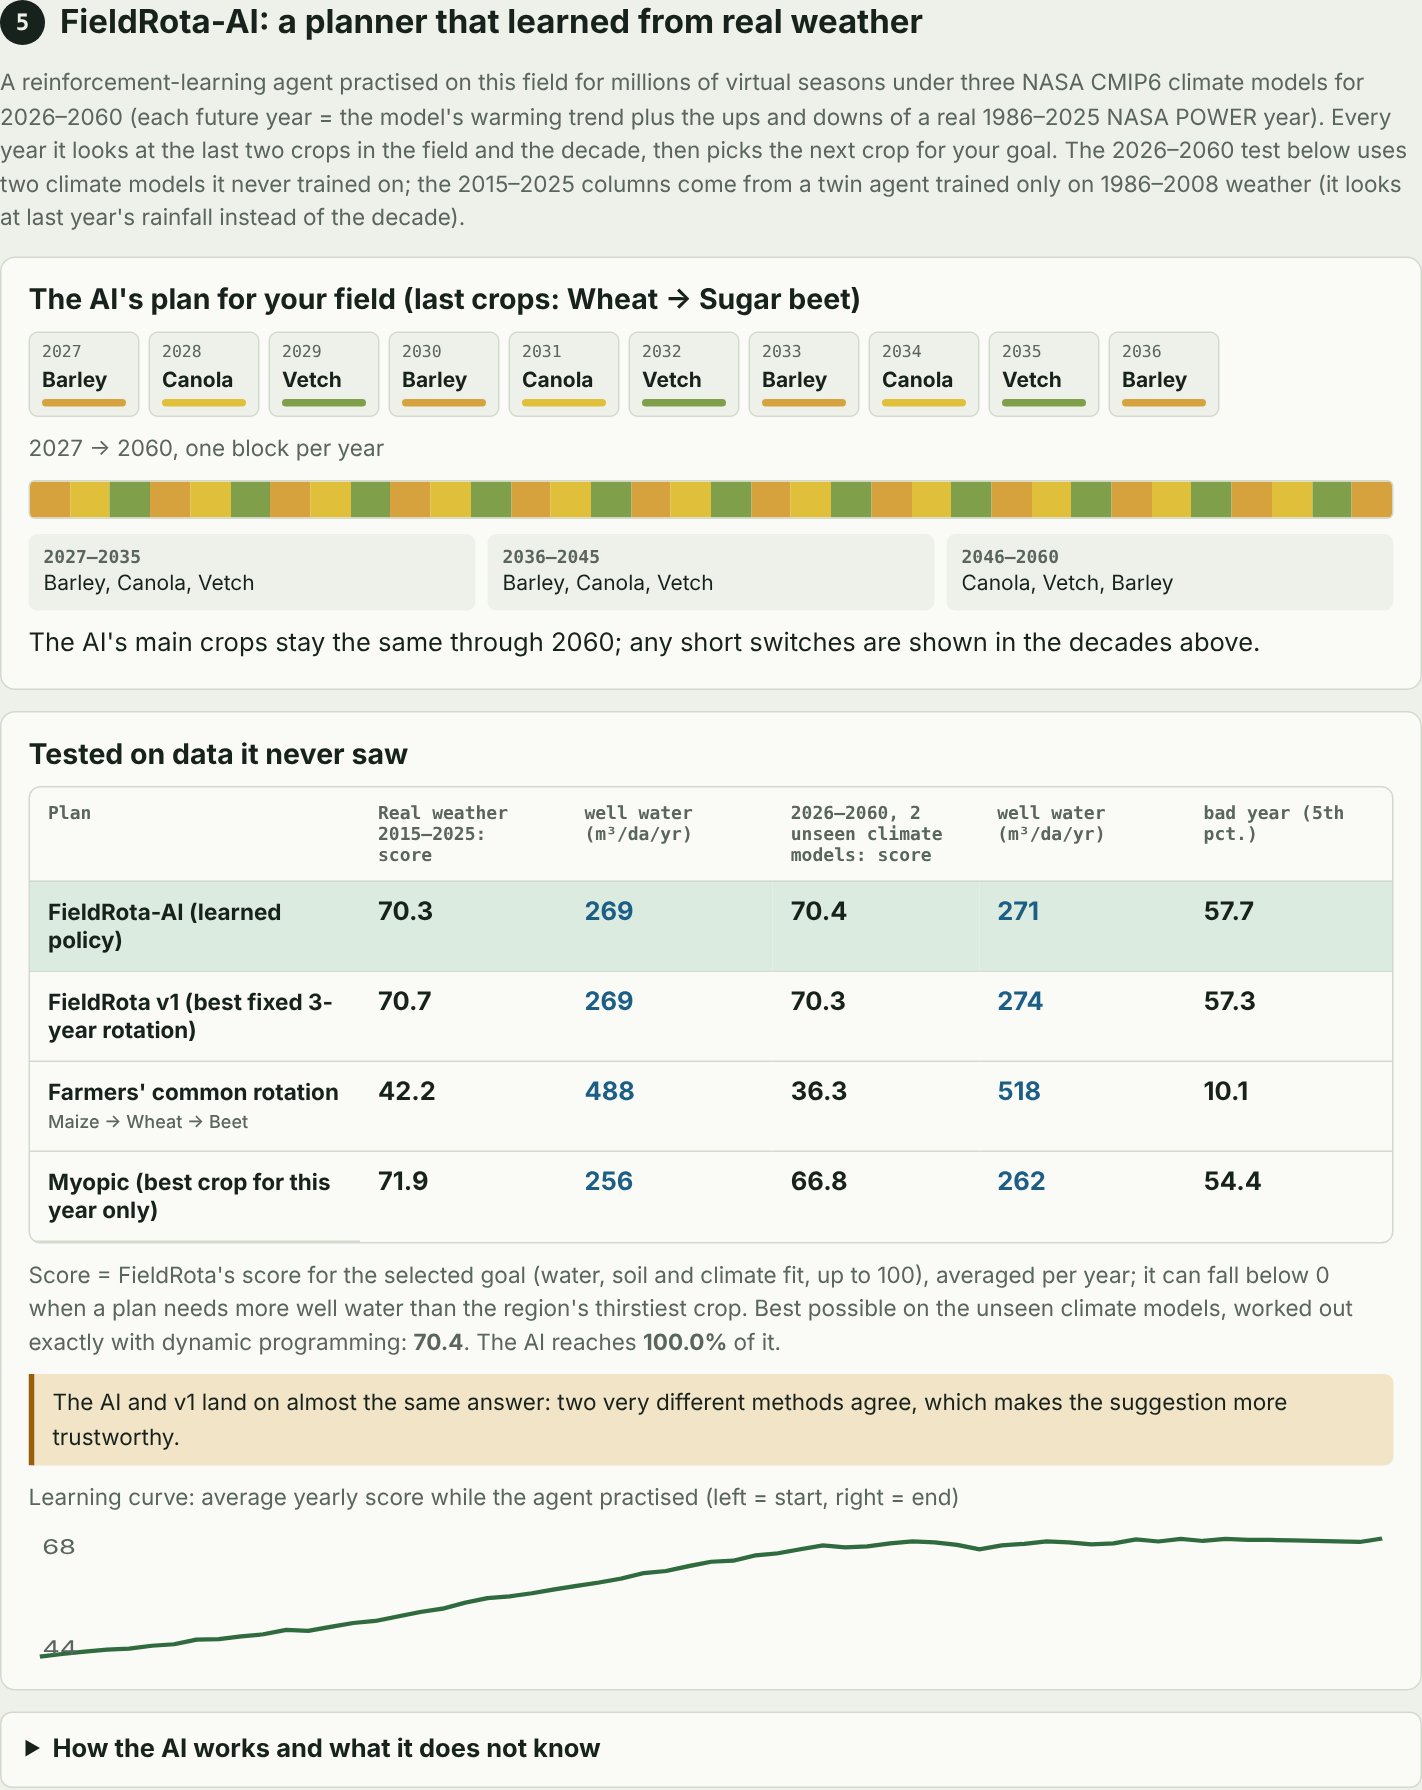 5 FieldRota-AI: a planner that learned from real weather
A reinforcement-learning agent practised on this field for millions of virtual seasons under three NASA CMIP6 climate models for
2026–2060 (each future year = the model's warming trend plus the ups and downs of a real 1986–2025 NASA POWER year). Every
year it looks at the last two crops in the field and the decade, then picks the next crop for your goal. The 2026–2060 test below uses
two climate models it never trained on; the 2015–2025 columns come from a twin agent trained only on 1986–2008 weather (it looks
at last year's rainfall instead of the decade).
The AI's plan for your field (last crops: Wheat → Sugar beet)
2027 2028 2029 2030 2031 2032 2033 2034 2035 2036
Barley Canola Vetch Barley Canola Vetch Barley Canola Vetch Barley
2027 → 2060, one block per year
2027–2035 2036–2045 2046–2060
Barley, Canola, Vetch Barley, Canola, Vetch Canola, Vetch, Barley
The AI's main crops stay the same through 2060; any short switches are shown in the decades above.
Tested on data it never saw
Plan Real weather well water 2026–2060, 2 well water bad year (5th
2015–2025: (m³/da/yr) unseen climate (m³/da/yr) pct.)
score models: score
FieldRota-AI (learned 70.3 269 70.4 271 57.7
policy)
FieldRota v1 (best fixed 3- 70.7 269 70.3 274 57.3
year rotation)
Farmers' common rotation 42.2 488 36.3 518 10.1
Maize → Wheat → Beet
Myopic (best crop for this 71.9 256 66.8 262 54.4
year only)
Score = FieldRota's score for the selected goal (water, soil and climate fit, up to 100), averaged per year; it can fall below 0
when a plan needs more well water than the region's thirstiest crop. Best possible on the unseen climate models, worked out
exactly with dynamic programming: 70.4. The AI reaches 100.0% of it.
The AI and v1 land on almost the same answer: two very different methods agree, which makes the suggestion more
trustworthy.
Learning curve: average yearly score while the agent practised (left = start, right = end)
68
44
▶ How the AI works and what it does not know